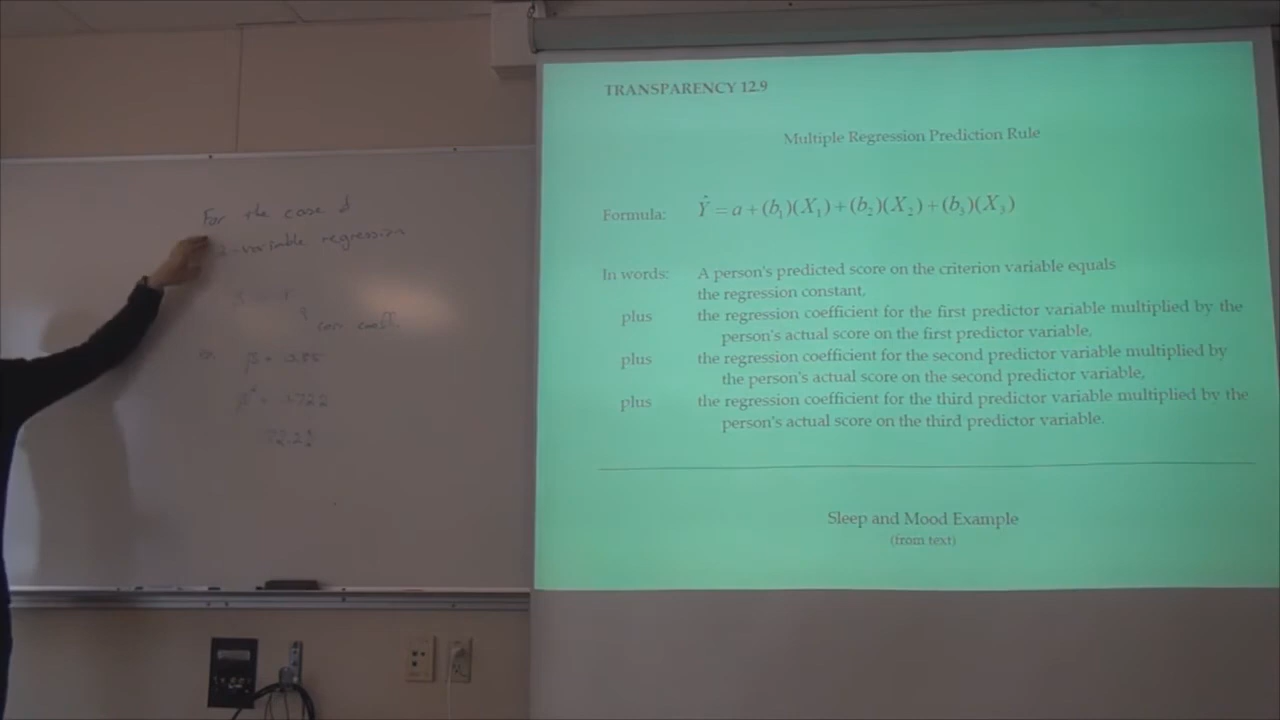 For the case of
2-variable regression
corr coeff.
TRANSPARENCY 12.9
Multiple Regression Prediction Rule
Formula: Ŷ = a + (b₁)(X₁) + (b₂)(X₂) + (b₃)(X₃)
In words: A person's predicted score on the criterion variable equals
the regression constant,
plus the regression coefficient for the first predictor variable multiplied by the
person's actual score on the first predictor variable,
plus the regression coefficient for the second predictor variable multiplied by
the person's actual score on the second predictor variable,
plus the regression coefficient for the third predictor variable multiplied by the
person's actual score on the third predictor variable.
Sleep and Mood Example
(from text)